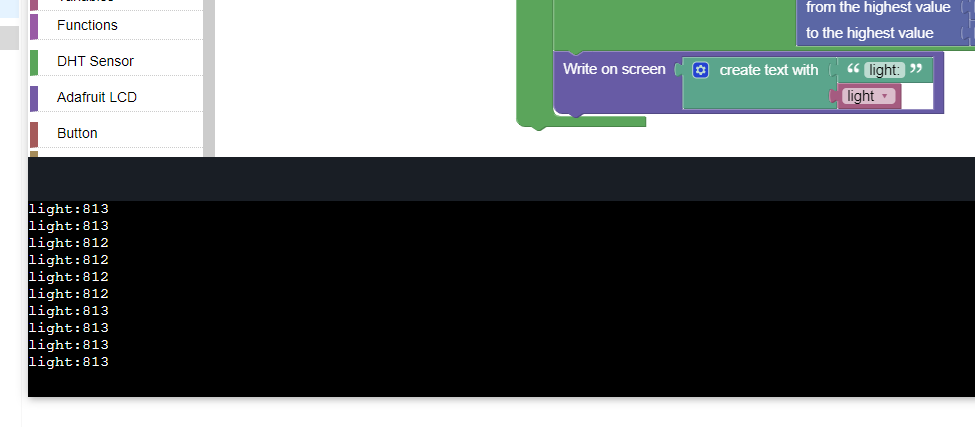 Functions
DHT Sensor
Adafruit LCD
Button
from the highest value
to the highest value
Write on screen create text with “ light: ”
light
light:813
light:813
light:812
light:812
light:812
light:812
light:813
light:813
light:813
light:813